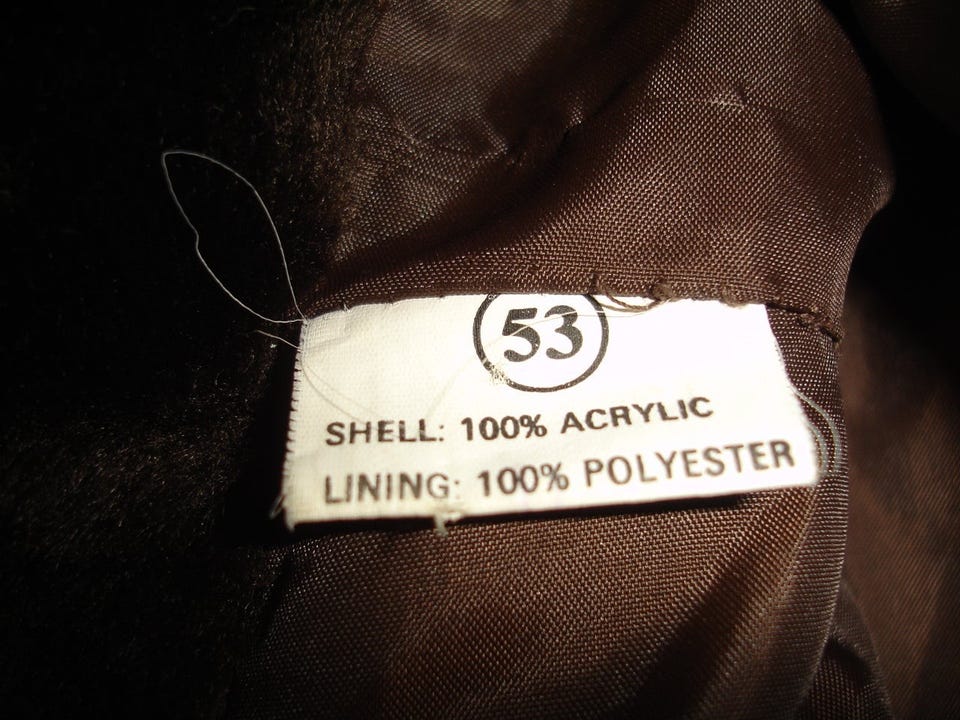 53
SHELL: 100% ACRYLIC
LINING: 100% POLYESTER